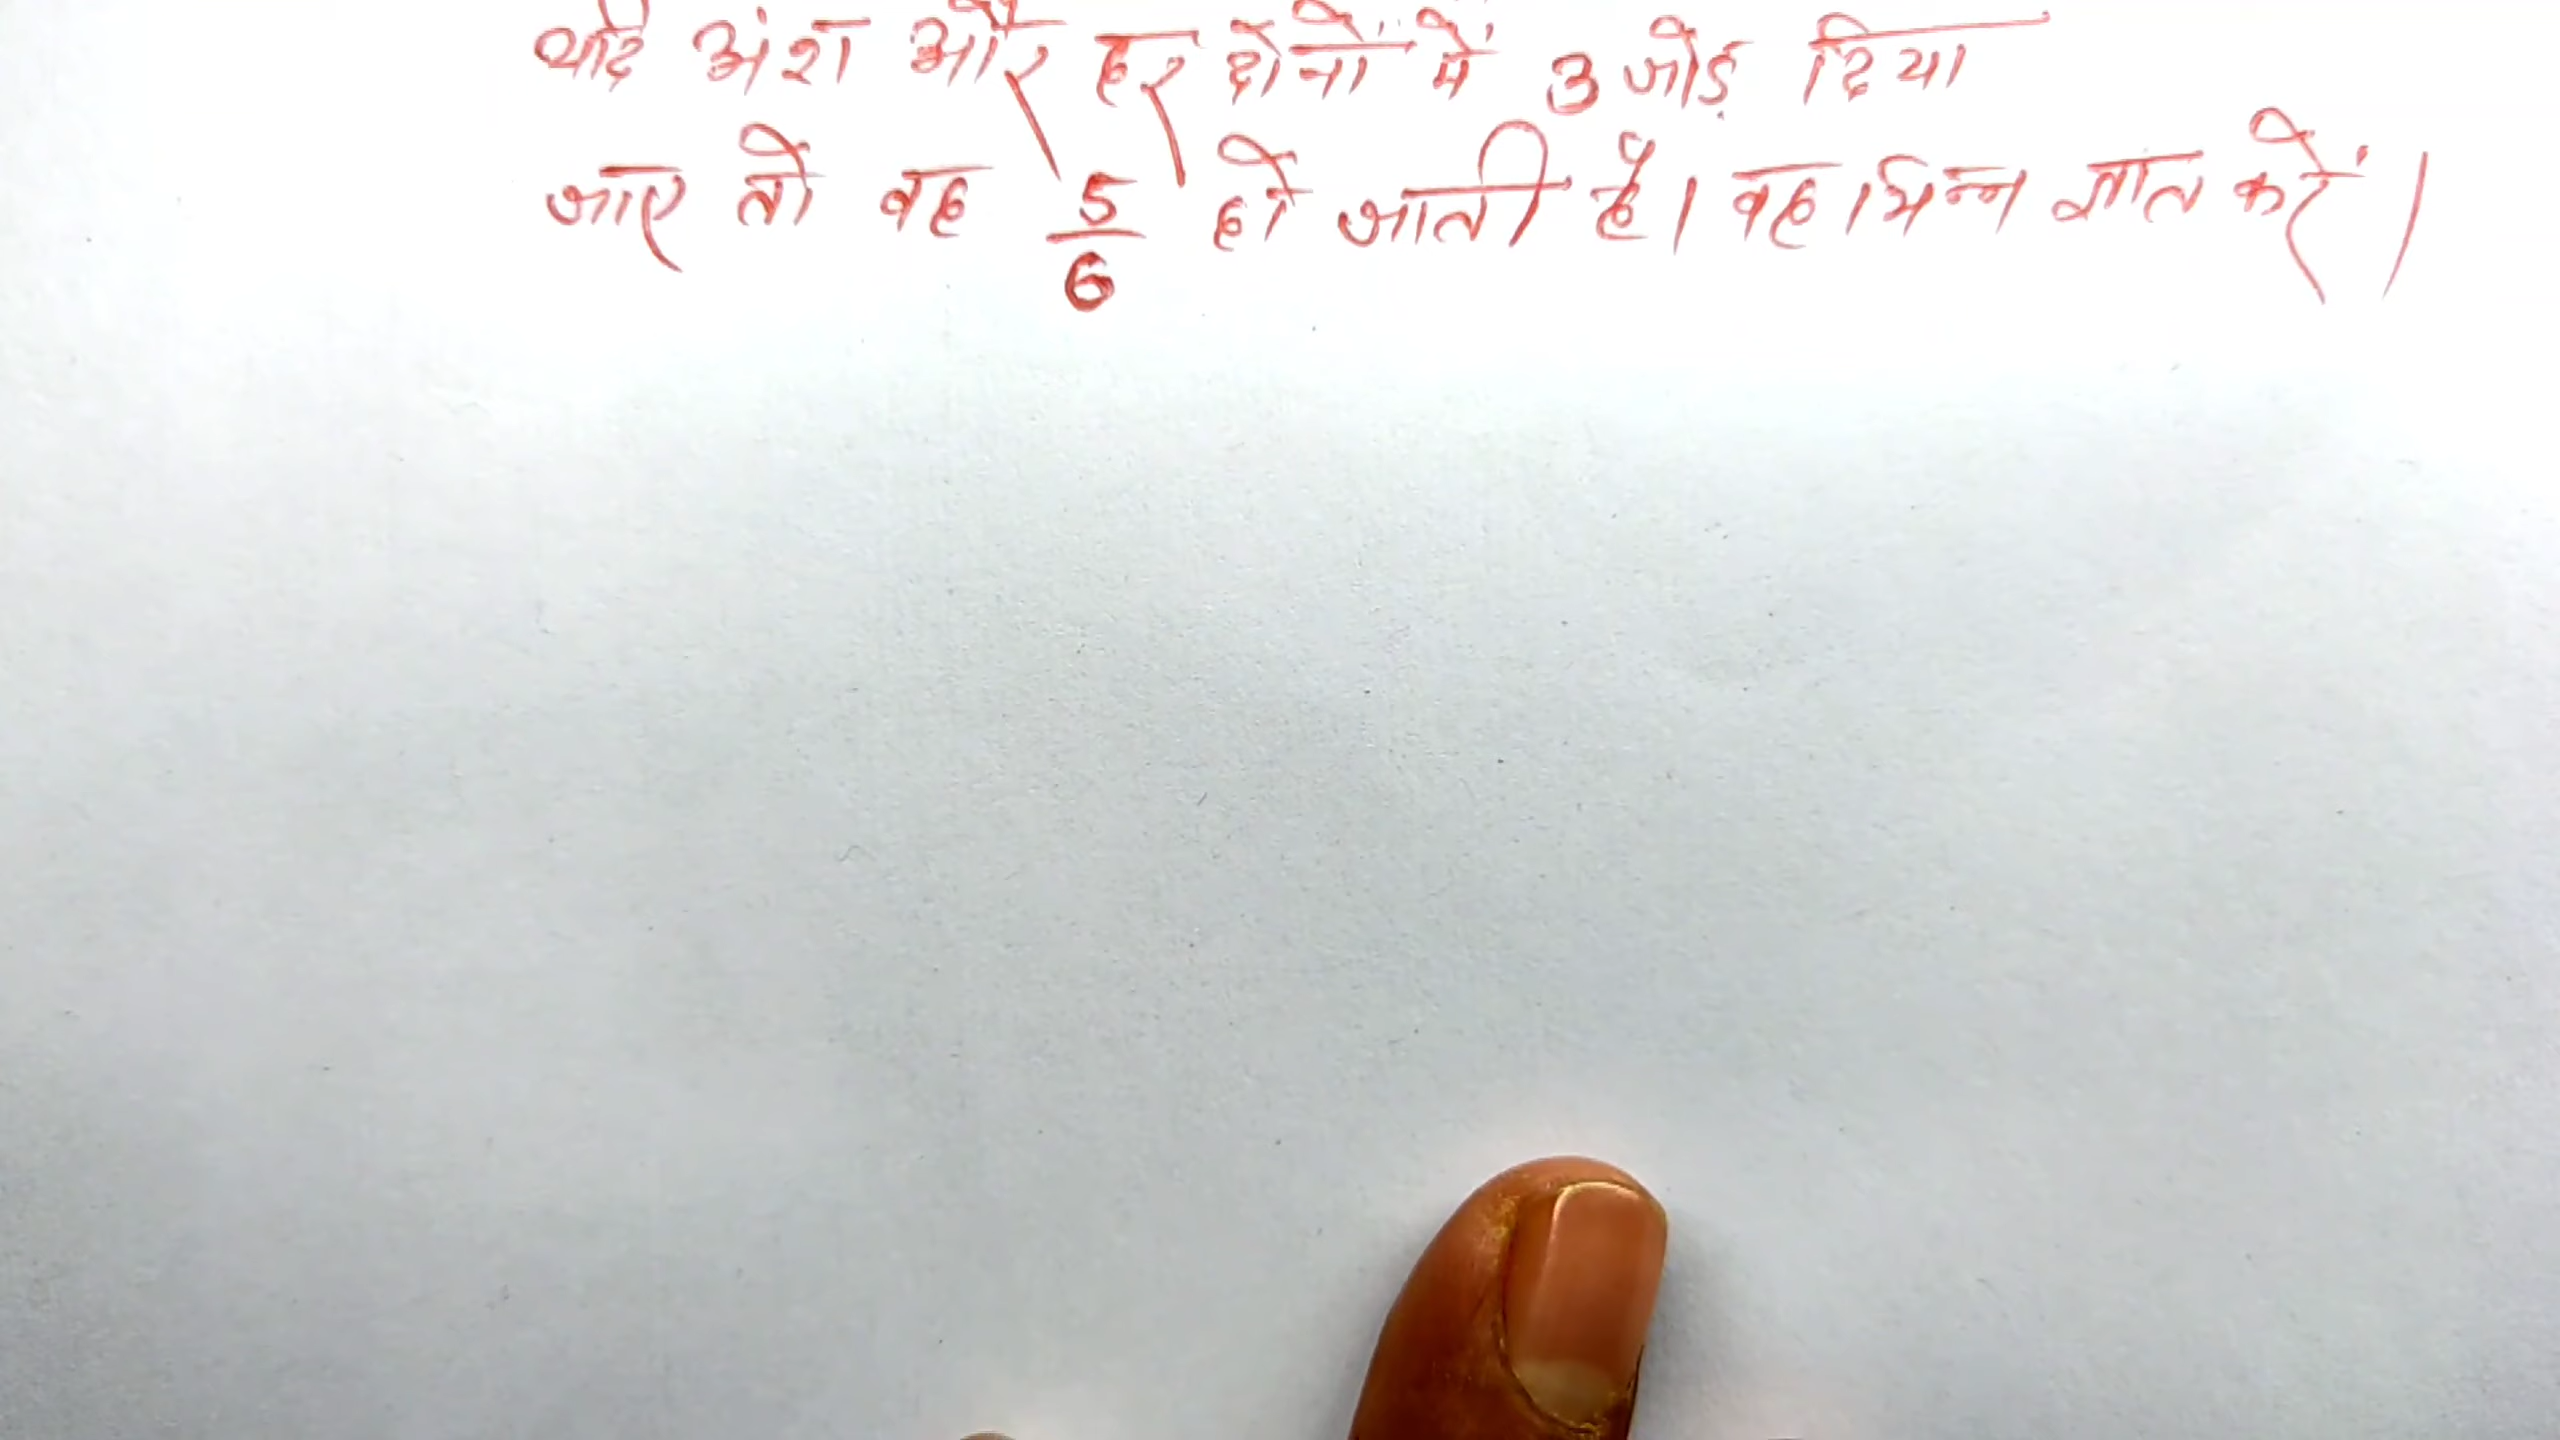 यदि अंश और हर दोनों में 3 जोड़ दिया
जाए तो वह 5/6 हो जाती है। वह भिन्न ज्ञात करें।